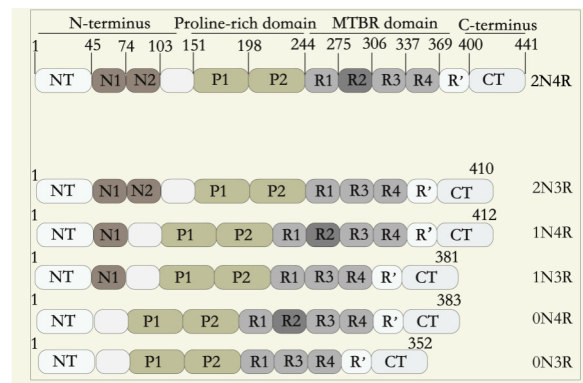 N-terminus Proline-rich domain MTBR domain C-terminus
1 45 74 103 151 198 244 275 306 337 369 400 441
NT N1 N2 P1 P2 R1 R2 R3 R4 R' CT 2N4R
1 410
NT N1 N2 P1 P2 R1 R3 R4 R' CT 2N3R
1 412
NT N1 P1 P2 R1 R2 R3 R4 R' CT 1N4R
1 381
NT N1 P1 P2 R1 R3 R4 R' CT 1N3R
1 383
NT P1 P2 R1 R2 R3 R4 R' CT 0N4R
1 352
NT P1 P2 R1 R3 R4 R' CT 0N3R